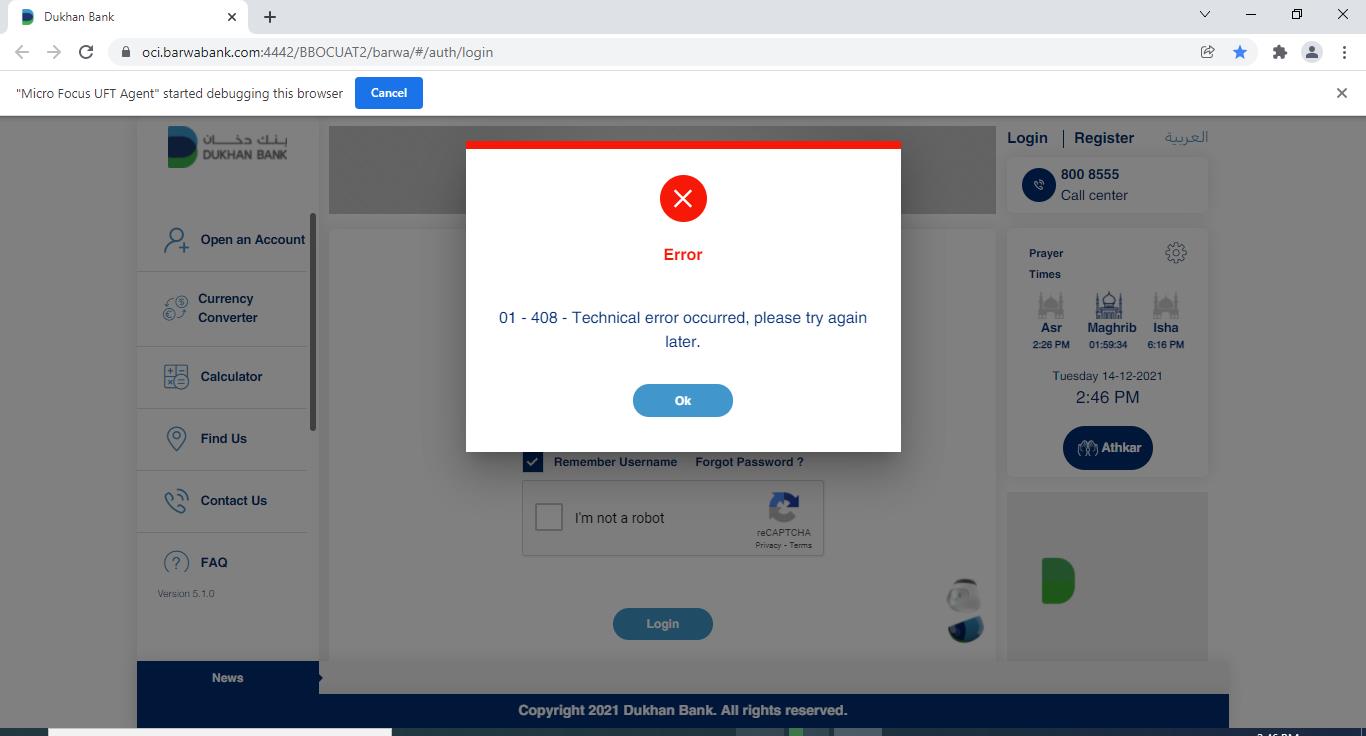 Dukhan Bank
oci.barwabank.com:4442/BBOCUAT2/barwa/#/auth/login
"Micro Focus UFT Agent" started debugging this browser
Cancel
بنك دخان
DUKHAN BANK
Open an Account
Currency
Converter
Calculator
Find Us
Contact Us
FAQ
Version 5.1.0
News
Error
01 - 408 - Technical error occurred, please try again
later.
Ok
Remember Username Forgot Password ?
I'm not a robot
reCAPTCHA
Privacy - Terms
Login
Login Register العربية
800 8555
Call center
Prayer
Times
Asr Maghrib Isha
2:26 PM 01:59:34 6:16 PM
Tuesday 14-12-2021
2:46 PM
Athkar
Copyright 2021 Dukhan Bank. All rights reserved.